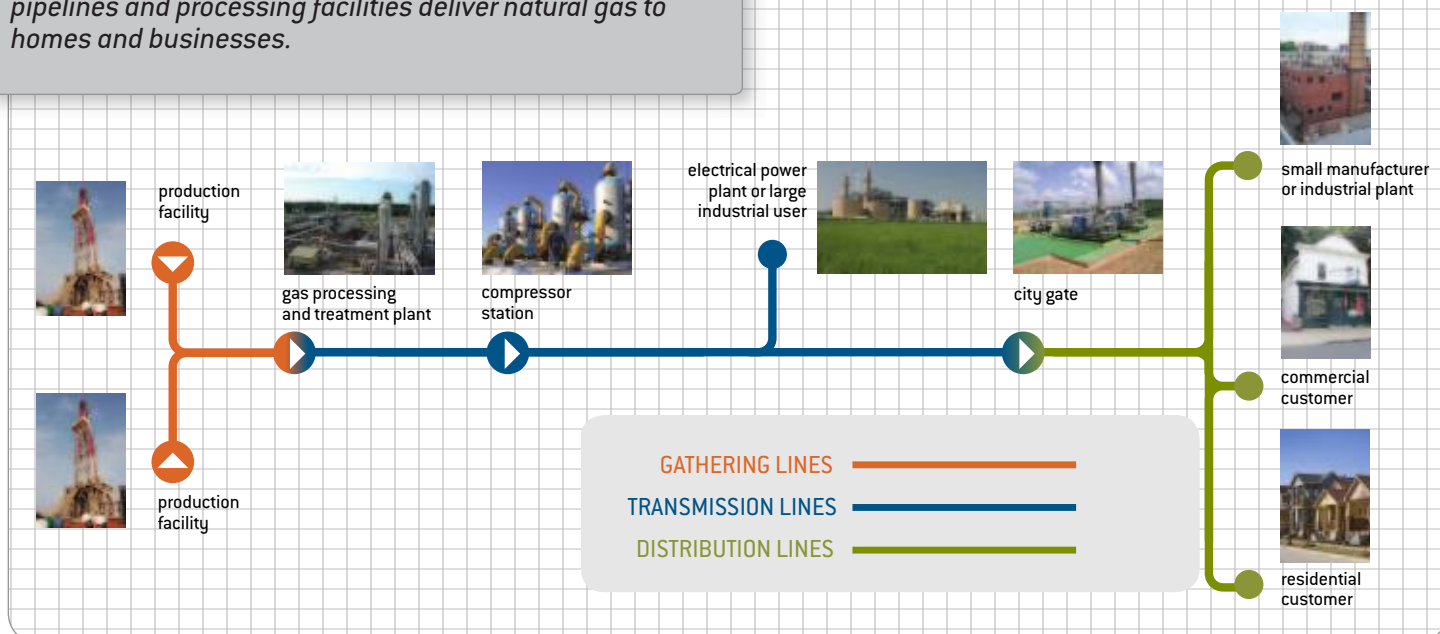 pipelines and processing facilities deliver natural gas to
homes and businesses.
production
facility
gas processing
and treatment plant
compressor
station
electrical power
plant or large
industrial user
city gate
small manufacturer
or industrial plant
commercial
customer
residential
customer
production
facility
GATHERING LINES
TRANSMISSION LINES
DISTRIBUTION LINES